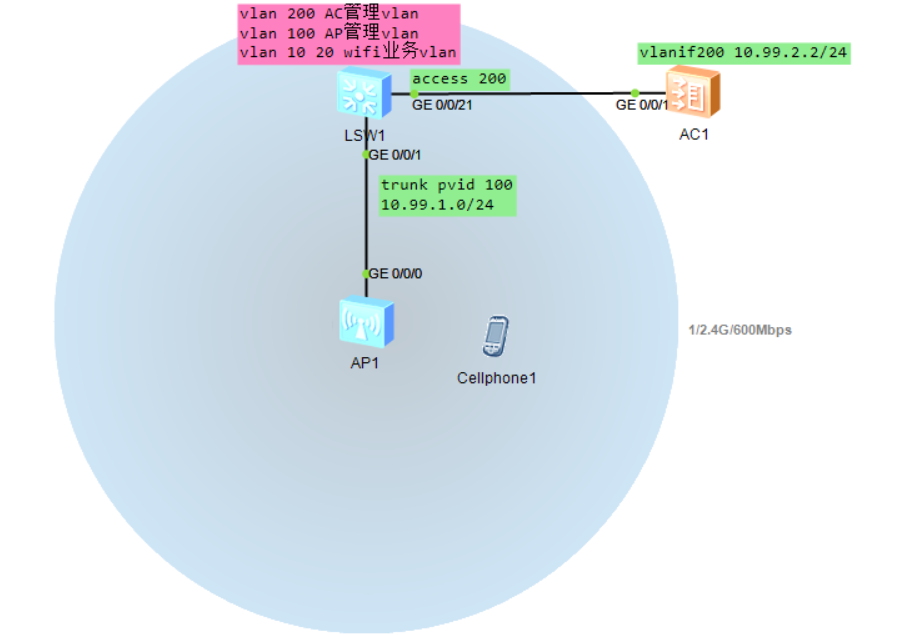 vlan 200 AC管理vlan
vlan 100 AP管理vlan
vlan 10 20 wifi业务vlan
vlanif200 10.99.2.2/24
access 200
GE 0/0/21
GE 0/0/1
LSW1
AC1
GE 0/0/1
trunk pvid 100
10.99.1.0/24
GE 0/0/0
1/2.4G/600Mbps
AP1
Cellphone1